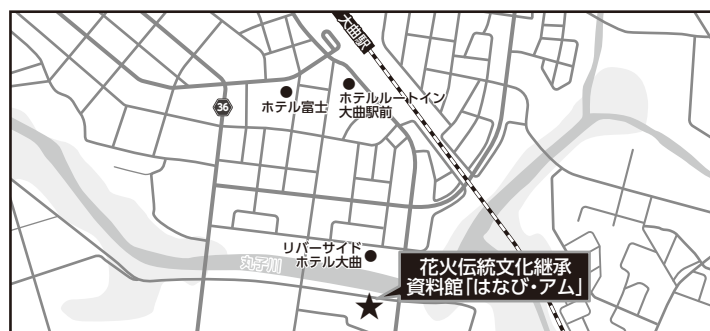 大曲駅
36
ホテル富士
ホテルルートイン
大曲駅前
リバーサイド
ホテル大曲
丸子川
花火伝統文化継承
資料館「はなび・アム」